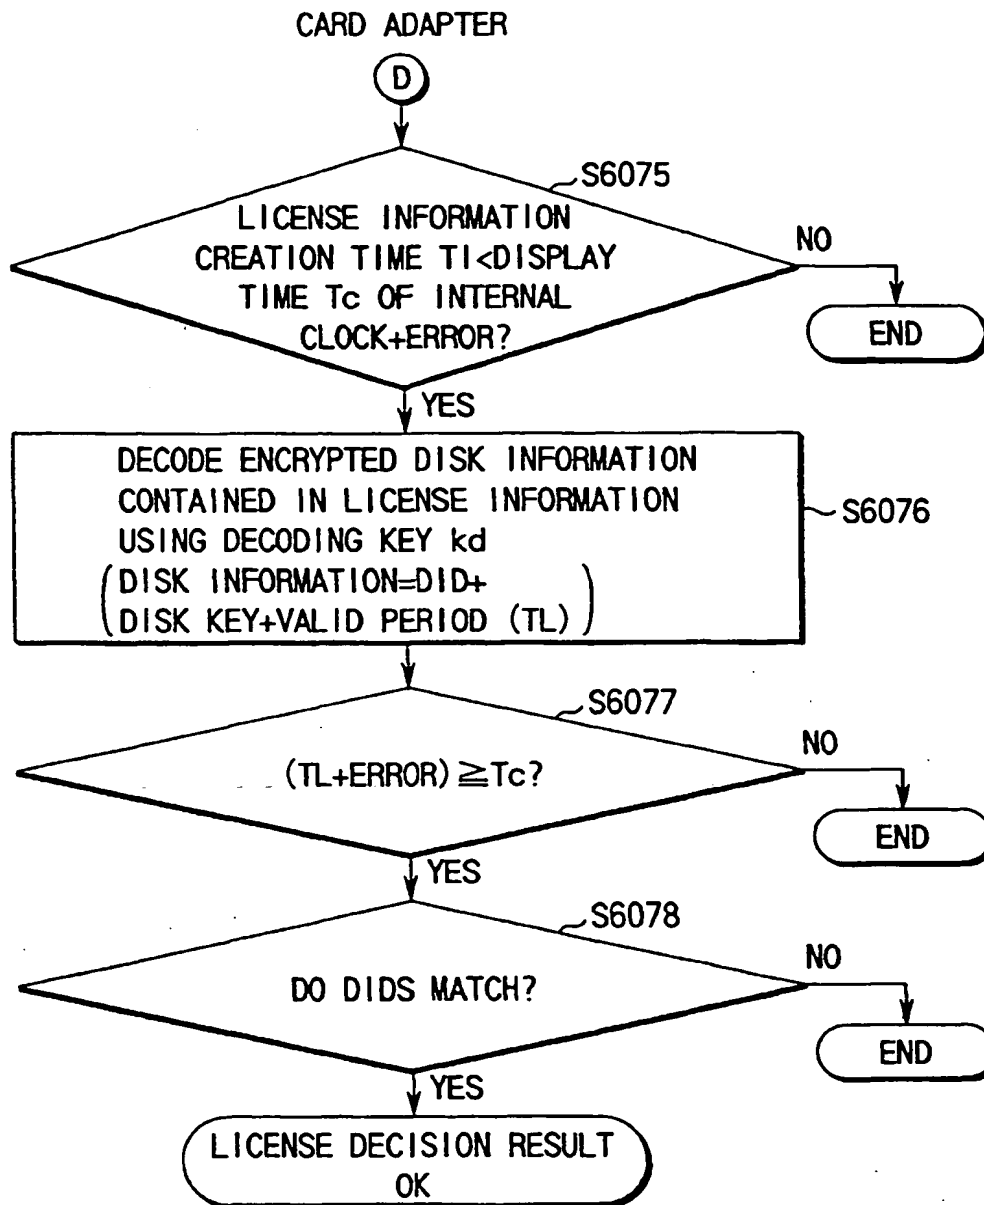 CARD ADAPTER
D
S6075
LICENSE INFORMATION
CREATION TIME TI<DISPLAY
TIME Tc OF INTERNAL
CLOCK+ERROR?
NO
END
YES
DECODE ENCRYPTED DISK INFORMATION
CONTAINED IN LICENSE INFORMATION
USING DECODING KEY kd
(DISK INFORMATION=DID+
DISK KEY+VALID PERIOD (TL))
S6076
S6077
(TL+ERROR)≧Tc?
NO
END
YES
S6078
DO DIDS MATCH?
NO
END
YES
LICENSE DECISION RESULT
OK